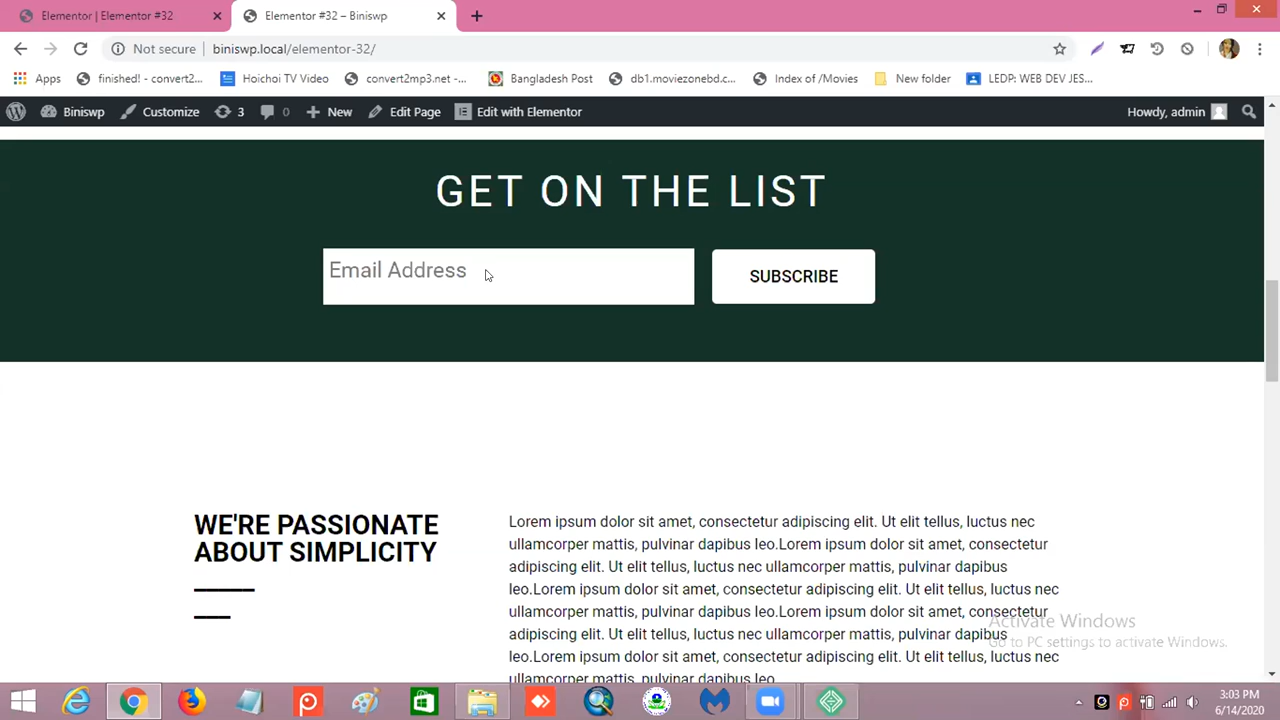 Elementor | Elementor #32
Elementor #32 – Biniswp
Not secure
biniswp.local/elementor-32/
Apps
finished! - convert2...
Hoichoi TV Video
convert2mp3.net -...
Bangladesh Post
db1.moviezonebd.c...
Index of /Movies
New folder
LEDP: WEB DEV JES...
Biniswp
Customize
3
0
New
Edit Page
Edit with Elementor
Howdy, admin
GET ON THE LIST
Email Address
SUBSCRIBE
WE'RE PASSIONATE
ABOUT SIMPLICITY
Lorem ipsum dolor sit amet, consectetur adipiscing elit. Ut elit tellus, luctus nec
ullamcorper mattis, pulvinar dapibus leo.Lorem ipsum dolor sit amet, consectetur
adipiscing elit. Ut elit tellus, luctus nec ullamcorper mattis, pulvinar dapibus
leo.Lorem ipsum dolor sit amet, consectetur adipiscing elit. Ut elit tellus, luctus nec
ullamcorper mattis, pulvinar dapibus leo.Lorem ipsum dolor sit amet, consectetur
adipiscing elit. Ut elit tellus, luctus nec ullamcorper mattis, pulvinar dapibus
leo.Lorem ipsum dolor sit amet, consectetur adipiscing elit. Ut elit tellus, luctus nec
ullamcorper mattis, pulvinar dapibus leo.
Activate Windows
Go to PC settings to activate Windows.
3:03 PM
6/14/2020